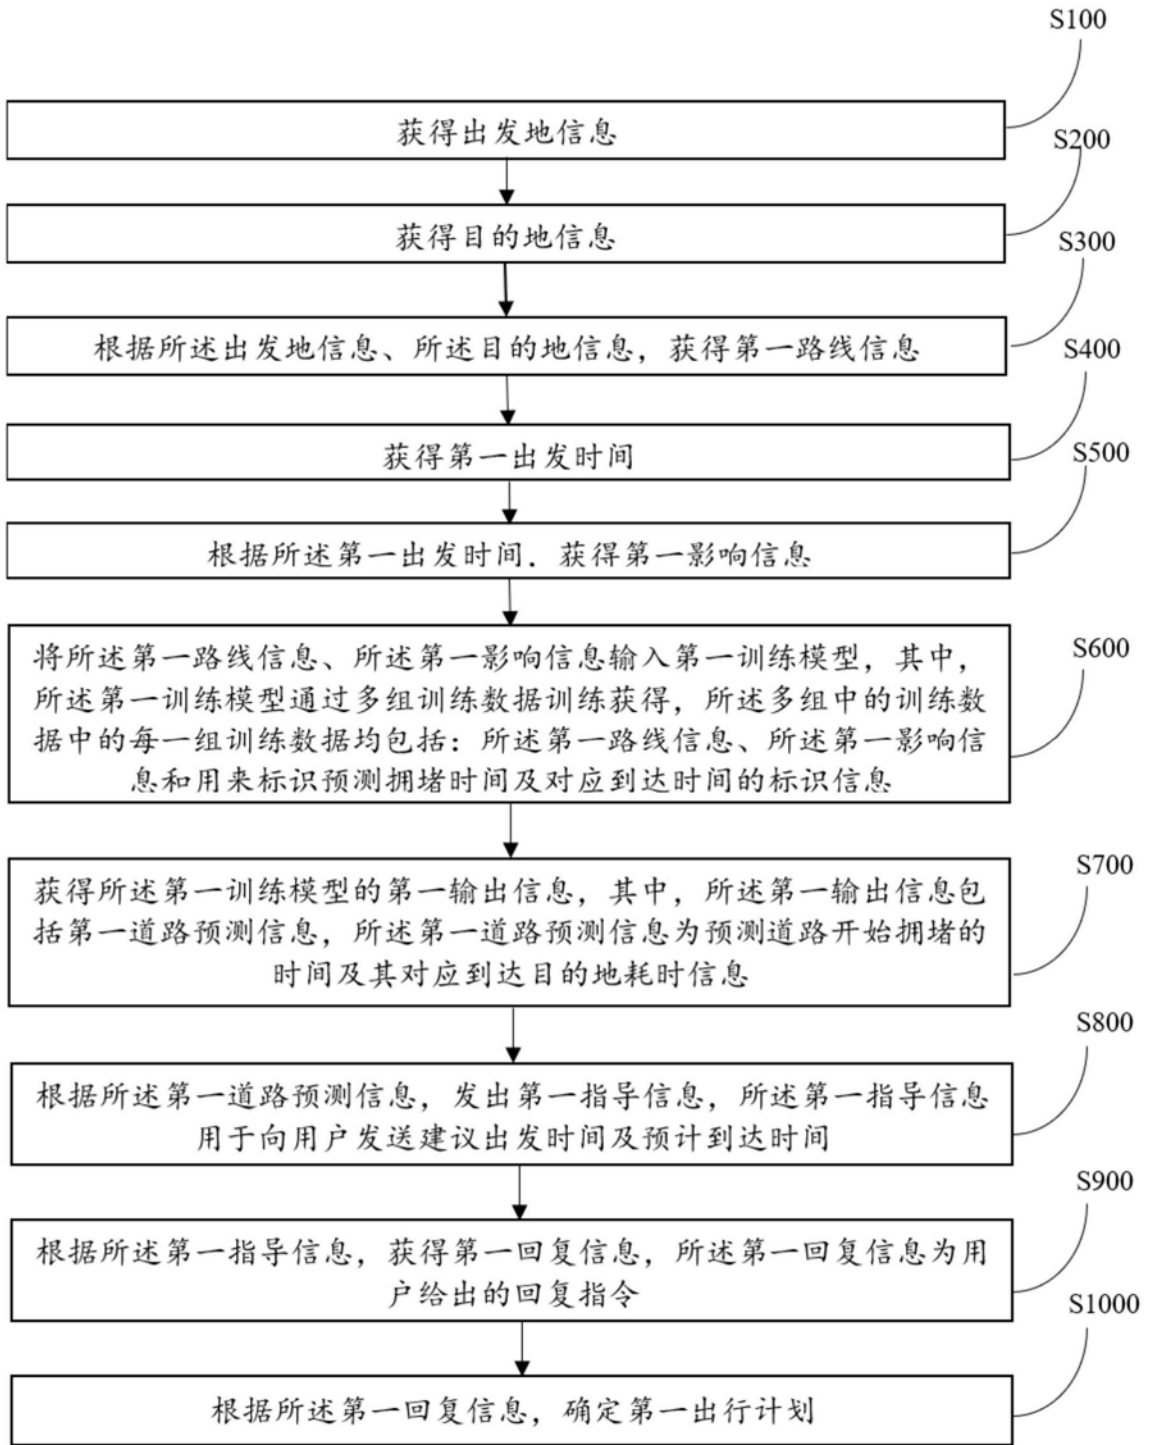 S100
获得出发地信息
S200
获得目的地信息
S300
根据所述出发地信息、所述目的地信息，获得第一路线信息
S400
获得第一出发时间
S500
根据所述第一出发时间．获得第一影响信息
S600
将所述第一路线信息、所述第一影响信息输入第一训练模型，其中，
所述第一训练模型通过多组训练数据训练获得，所述多组中的训练数
据中的每一组训练数据均包括：所述第一路线信息、所述第一影响信
息和用来标识预测拥堵时间及对应到达时间的标识信息
S700
获得所述第一训练模型的第一输出信息，其中，所述第一输出信息包
括第一道路预测信息，所述第一道路预测信息为预测道路开始拥堵的
时间及其对应到达目的地耗时信息
S800
根据所述第一道路预测信息，发出第一指导信息，所述第一指导信息
用于向用户发送建议出发时间及预计到达时间
S900
根据所述第一指导信息，获得第一回复信息，所述第一回复信息为用
户给出的回复指令
S1000
根据所述第一回复信息，确定第一出行计划